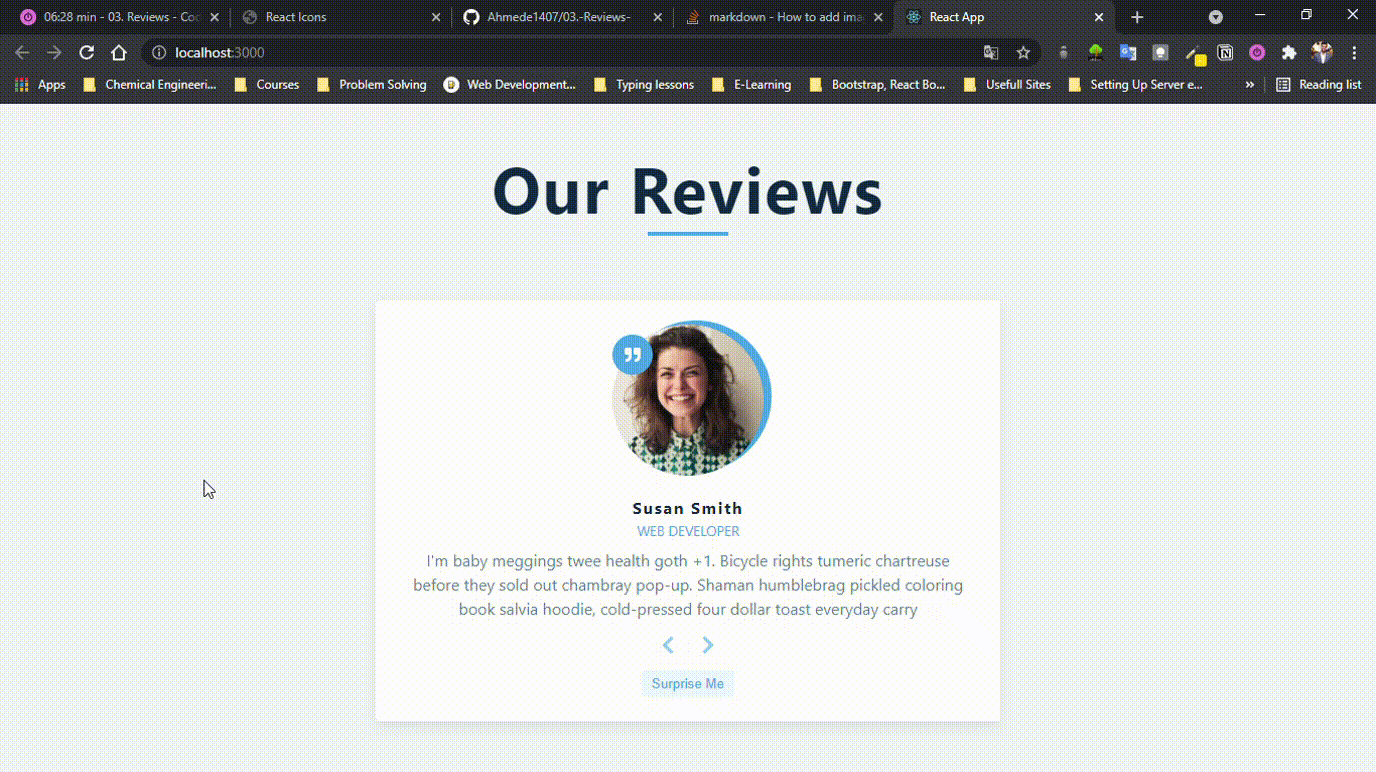 06:28 min - 03. Reviews - Co
React Icons
Ahmede1407/03.-Reviews-
markdown - How to add ima
React App
localhost:3000
Apps
Chemical Engineeri...
Courses
Problem Solving
Web Development...
Typing lessons
E-Learning
Bootstrap, React Bo...
Usefull Sites
Setting Up Server e...
»
Reading list
Our Reviews
Susan Smith
WEB DEVELOPER
I'm baby meggings twee health goth +1. Bicycle rights tumeric chartreuse
before they sold out chambray pop-up. Shaman humblebrag pickled coloring
book salvia hoodie, cold-pressed four dollar toast everyday carry
Surprise Me